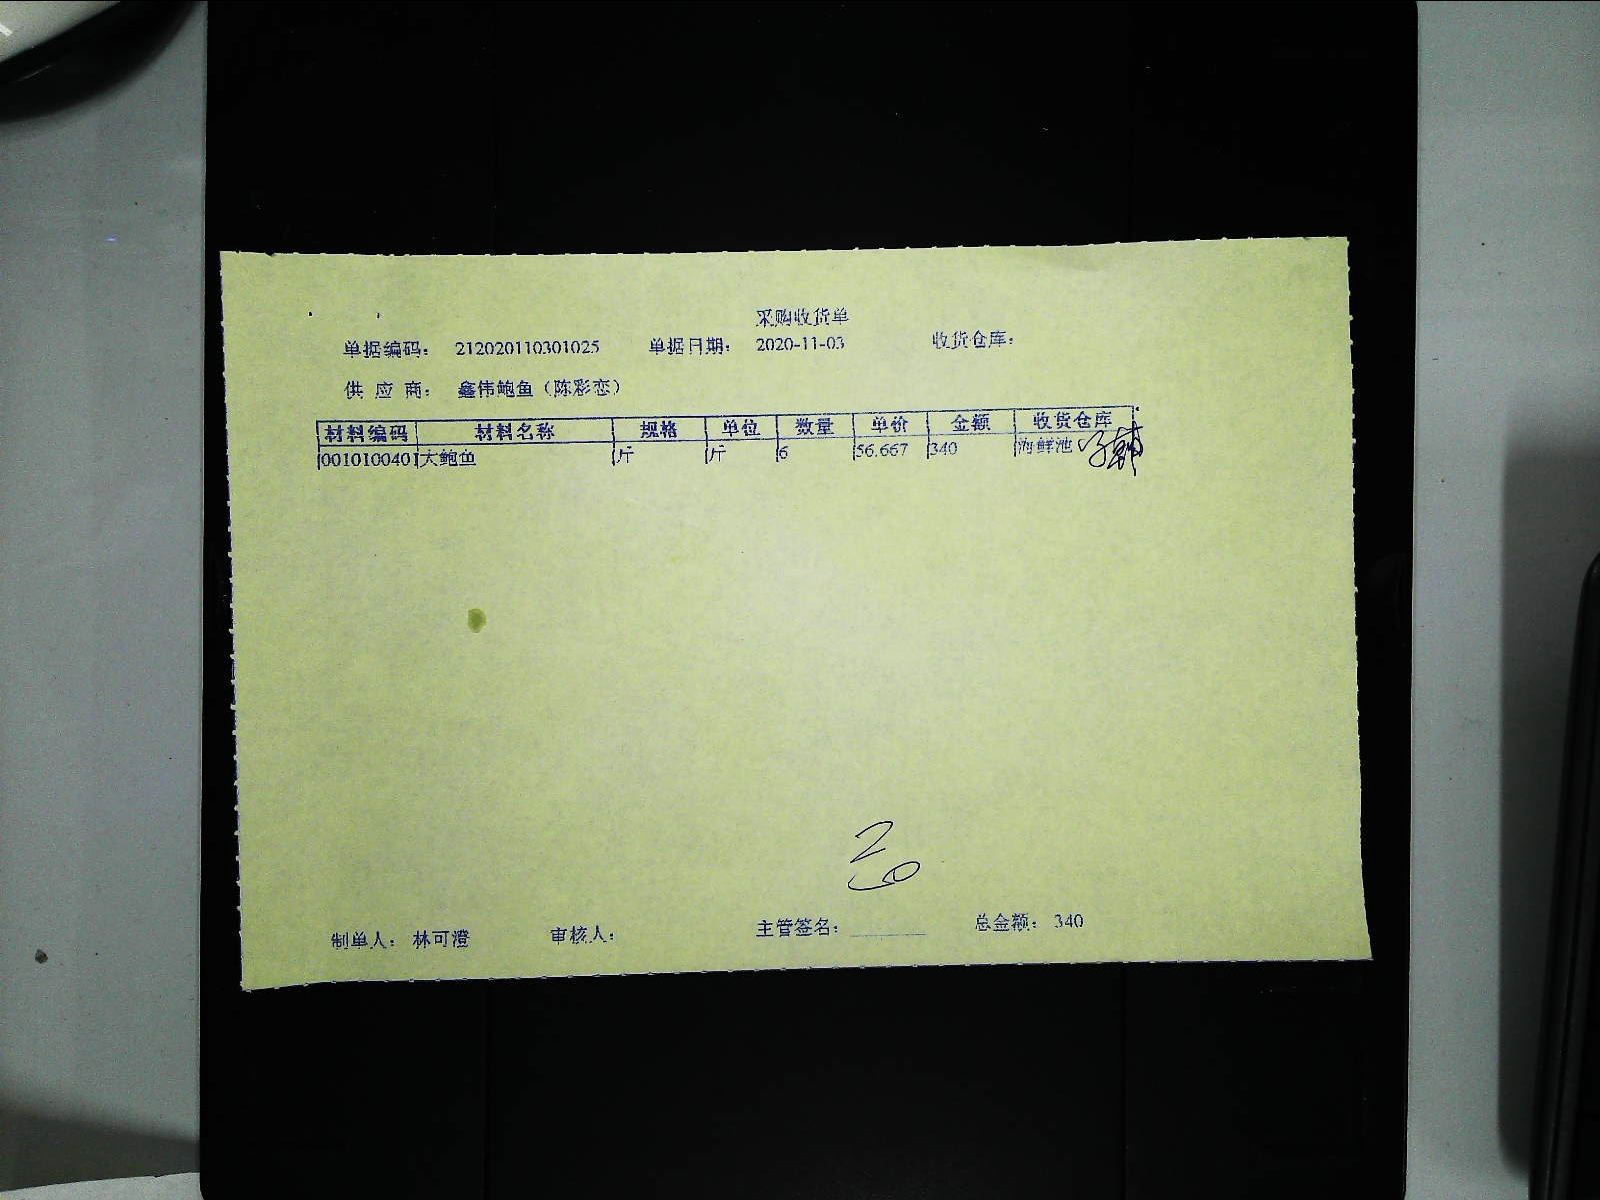 采购收货单
单据编码： 212020110301025 单据日期： 2020-11-03 收货仓库：
供 应 商： 鑫伟鲍鱼（陈彩恋）
材料编码 材料名称 规格 单位 数量 单价 金额 收货仓库
0010100401 大鲍鱼 斤 斤 6 56.667 340 海鲜池
制单人： 林可澄 审核人： 主管签名： 总金额： 340